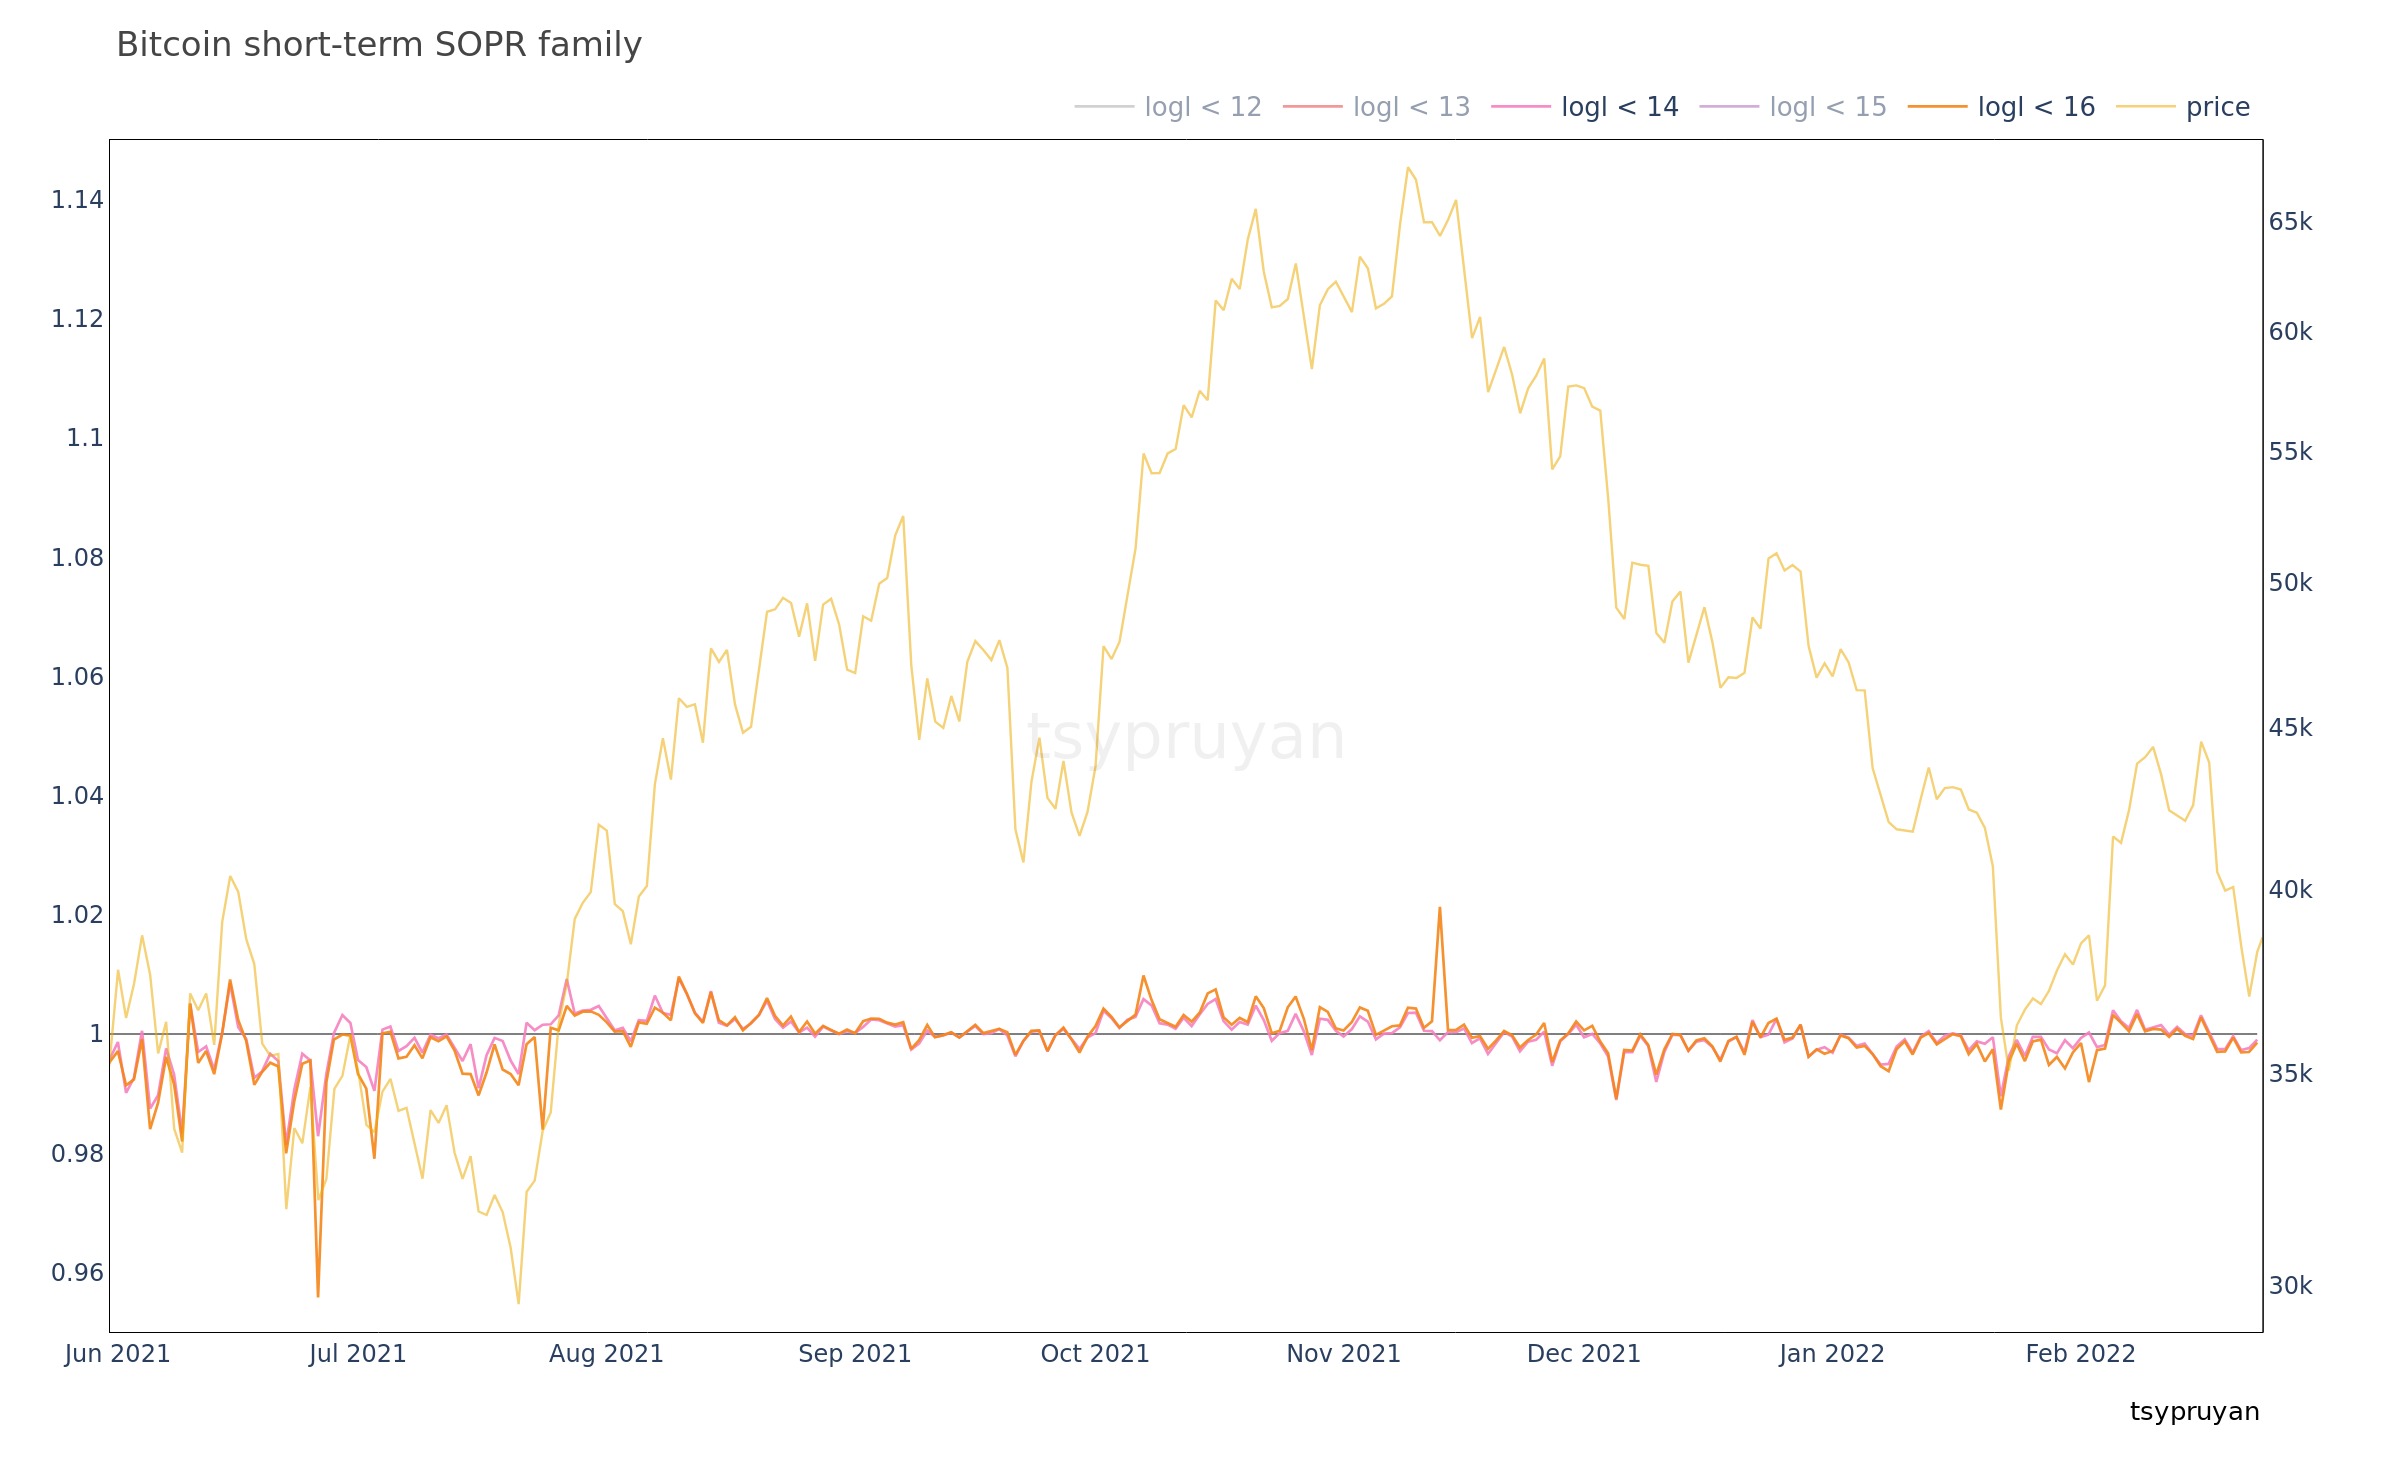 Bitcoin short-term SOPR family
logl < 12 logl < 13 logl < 14 logl < 15 logl < 16 price
1.14
1.12
1.1
1.08
1.06
1.04
1.02
1
0.98
0.96
65k
60k
55k
50k
45k
40k
35k
30k
tsypruyan
Jun 2021 Jul 2021 Aug 2021 Sep 2021 Oct 2021 Nov 2021 Dec 2021 Jan 2022 Feb 2022
tsypruyan